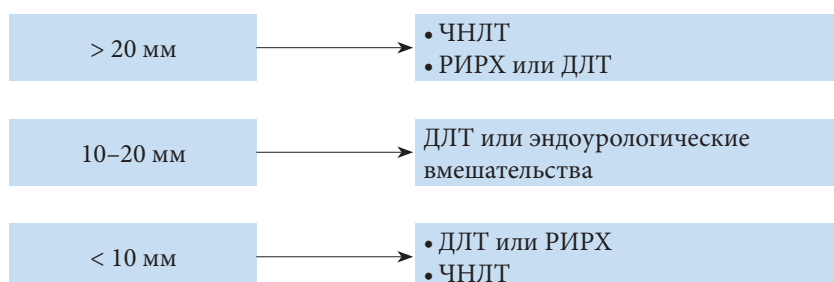 > 20 мм
• ЧНЛТ
• РИРХ или ДЛТ
10–20 мм
ДЛТ или эндоурологические
вмешательства
< 10 мм
• ДЛТ или РИРХ
• ЧНЛТ